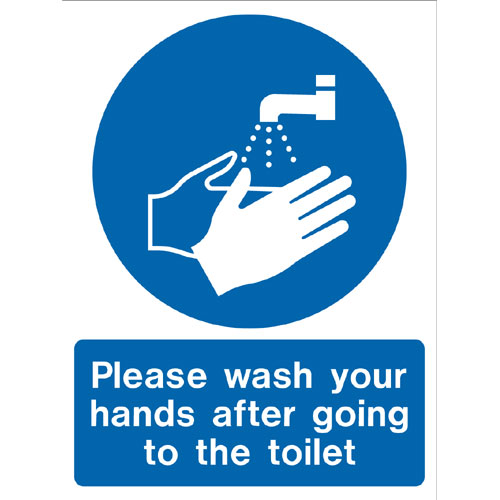 Please wash your
hands after going
to the toilet